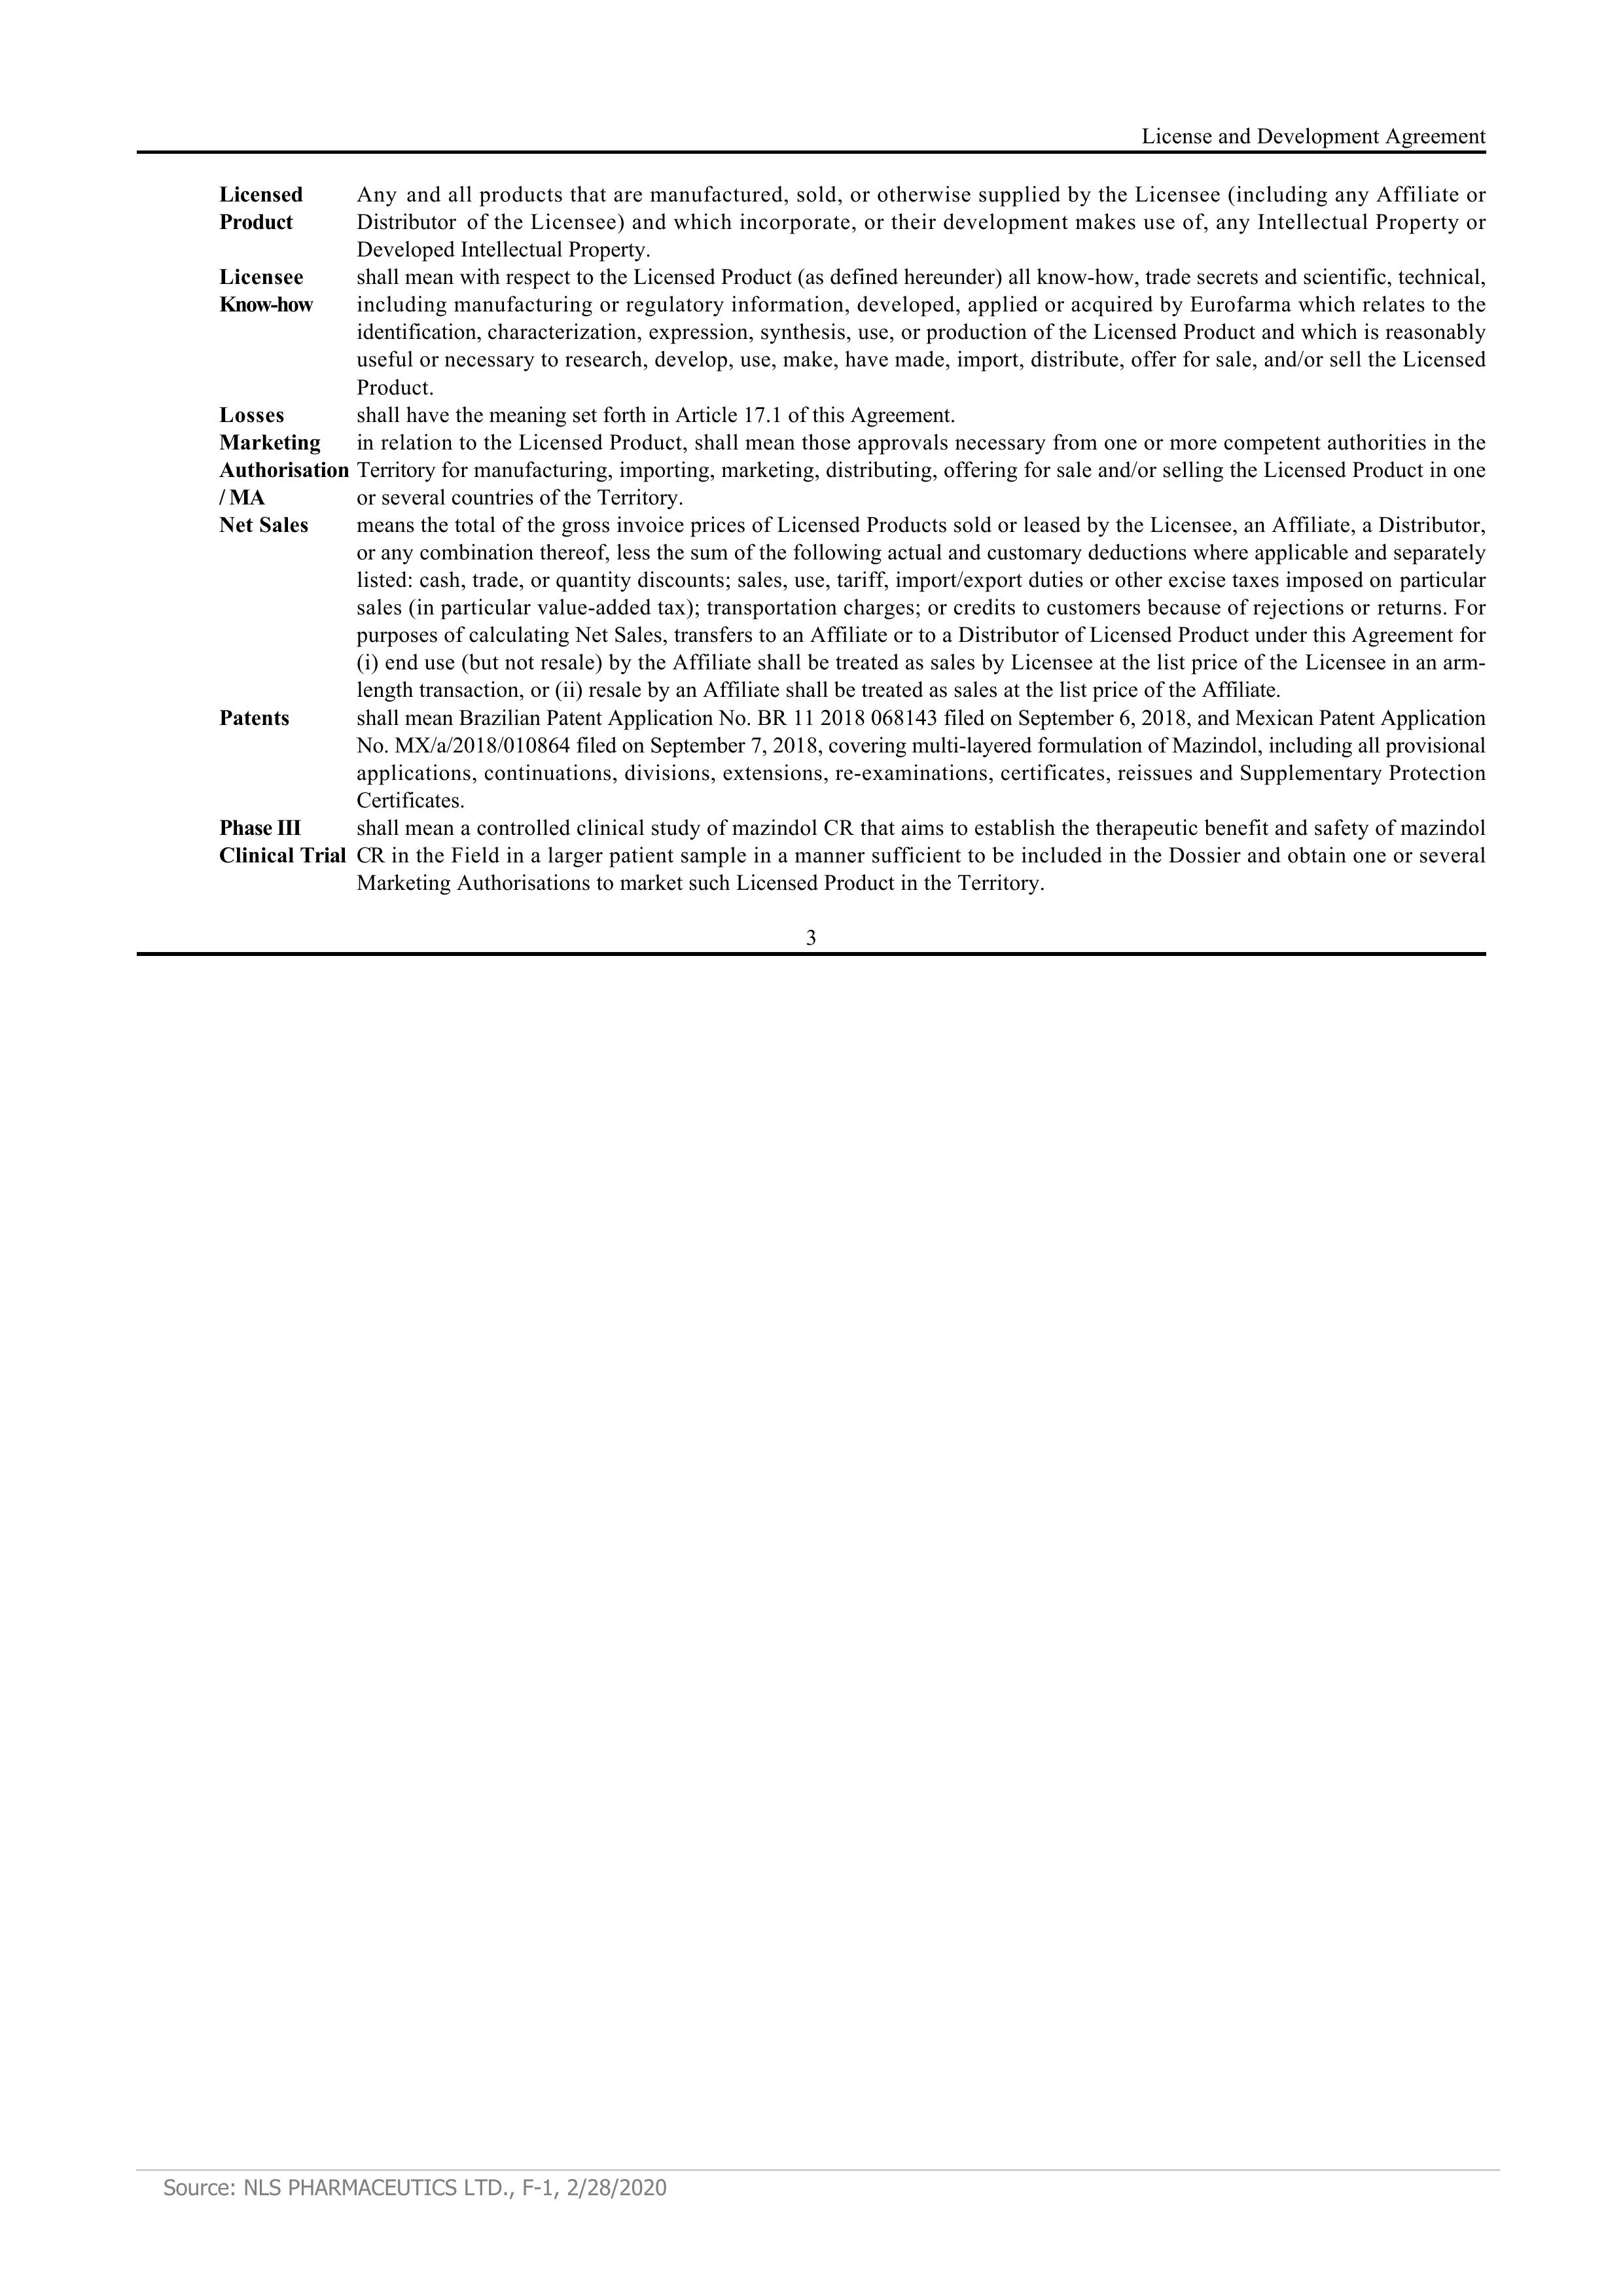 License and Development Agreement
Licensed Any and all products that are manufactured, sold, or otherwise supplied by the Licensee (including any Affiliate or
Product Distributor of the Licensee) and which incorporate, or their development makes use of, any Intellectual Property or
Developed Intellectual Property.
Licensee shall mean with respect to the Licensed Product (as defined hereunder) all know-how, trade secrets and scientific, technical,
Know-how including manufacturing or regulatory information, developed, applied or acquired by Eurofarma which relates to the
identification, characterization, expression, synthesis, use, or production of the Licensed Product and which is reasonably
useful or necessary to research, develop, use, make, have made, import, distribute, offer for sale, and/or sell the Licensed
Product.
Losses shall have the meaning set forth in Article 17.1 of this Agreement.
Marketing in relation to the Licensed Product, shall mean those approvals necessary from one or more competent authorities in the
Authorisation Territory for manufacturing, importing, marketing, distributing, offering for sale and/or selling the Licensed Product in one
/ MA or several countries of the Territory.
Net Sales means the total of the gross invoice prices of Licensed Products sold or leased by the Licensee, an Affiliate, a Distributor,
or any combination thereof, less the sum of the following actual and customary deductions where applicable and separately
listed: cash, trade, or quantity discounts; sales, use, tariff, import/export duties or other excise taxes imposed on particular
sales (in particular value-added tax); transportation charges; or credits to customers because of rejections or returns. For
purposes of calculating Net Sales, transfers to an Affiliate or to a Distributor of Licensed Product under this Agreement for
(i) end use (but not resale) by the Affiliate shall be treated as sales by Licensee at the list price of the Licensee in an arm-
length transaction, or (ii) resale by an Affiliate shall be treated as sales at the list price of the Affiliate.
Patents shall mean Brazilian Patent Application No. BR 11 2018 068143 filed on September 6, 2018, and Mexican Patent Application
No. MX/a/2018/010864 filed on September 7, 2018, covering multi-layered formulation of Mazindol, including all provisional
applications, continuations, divisions, extensions, re-examinations, certificates, reissues and Supplementary Protection
Certificates.
Phase III shall mean a controlled clinical study of mazindol CR that aims to establish the therapeutic benefit and safety of mazindol
Clinical Trial CR in the Field in a larger patient sample in a manner sufficient to be included in the Dossier and obtain one or several
Marketing Authorisations to market such Licensed Product in the Territory.
3
Source: NLS PHARMACEUTICS LTD., F-1, 2/28/2020